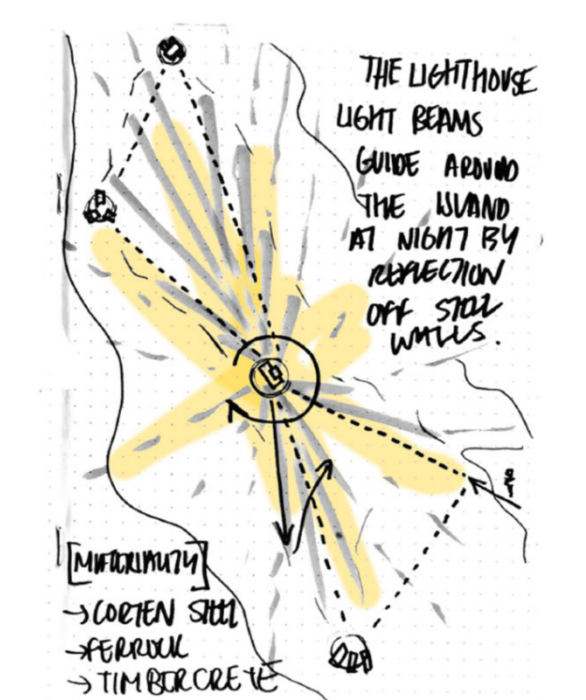 THE LIGHTHOUSE
LIGHT BEAMS
GUIDE AROUND
THE ISLAND
AT NIGHT BY
REFLECTION
OFF STEEL
WALLS.
[MATERIALITY]
→ CORTEN STEEL
→ FERROCK
→ TIMBERCRETE